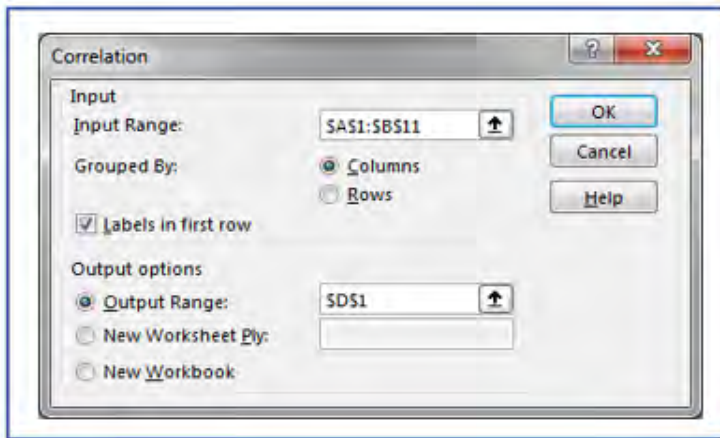 Correlation
Input
Input Range: $A$1:$B$11
OK
Grouped By: Columns
Cancel
Rows
Help
Labels in first row
Output options
Output Range: $D$1
New Worksheet Ply:
New Workbook